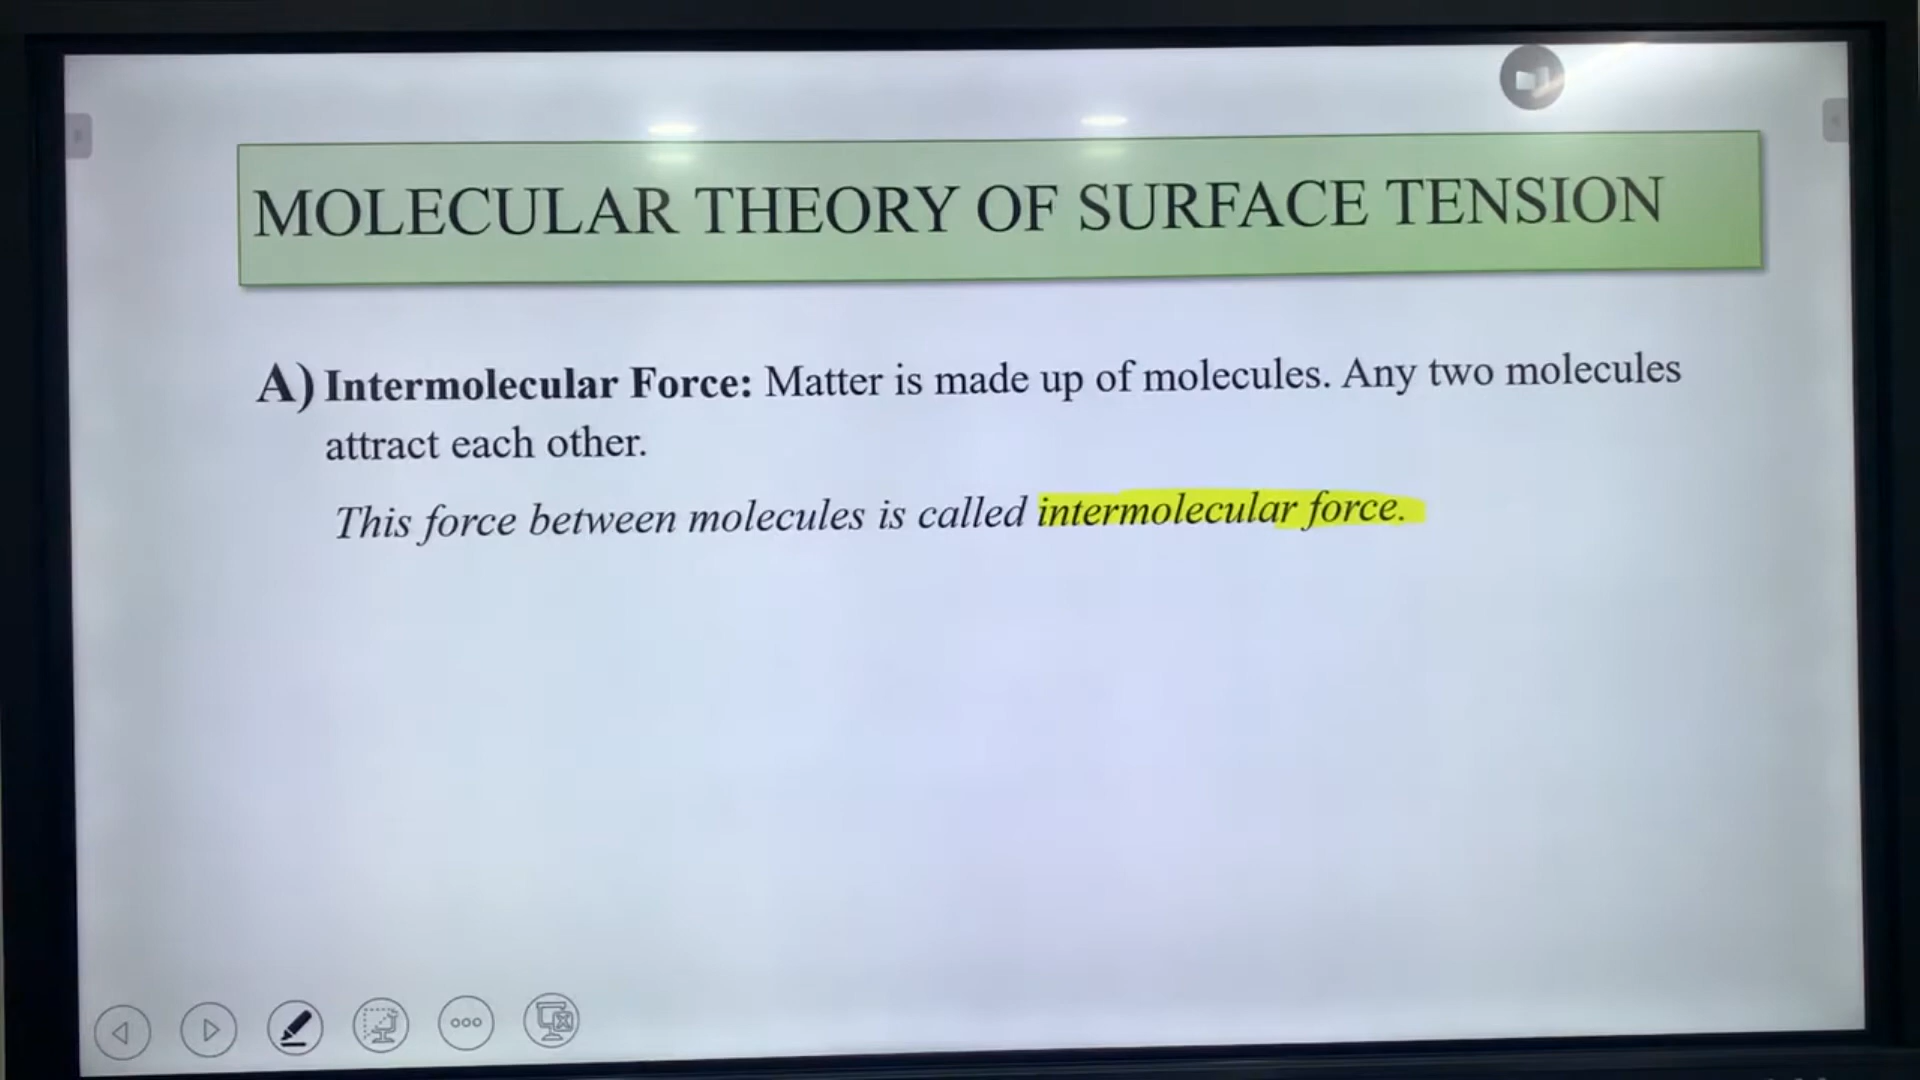 MOLECULAR THEORY OF SURFACE TENSION
A) Intermolecular Force: Matter is made up of molecules. Any two molecules
attract each other.
This force between molecules is called intermolecular force.